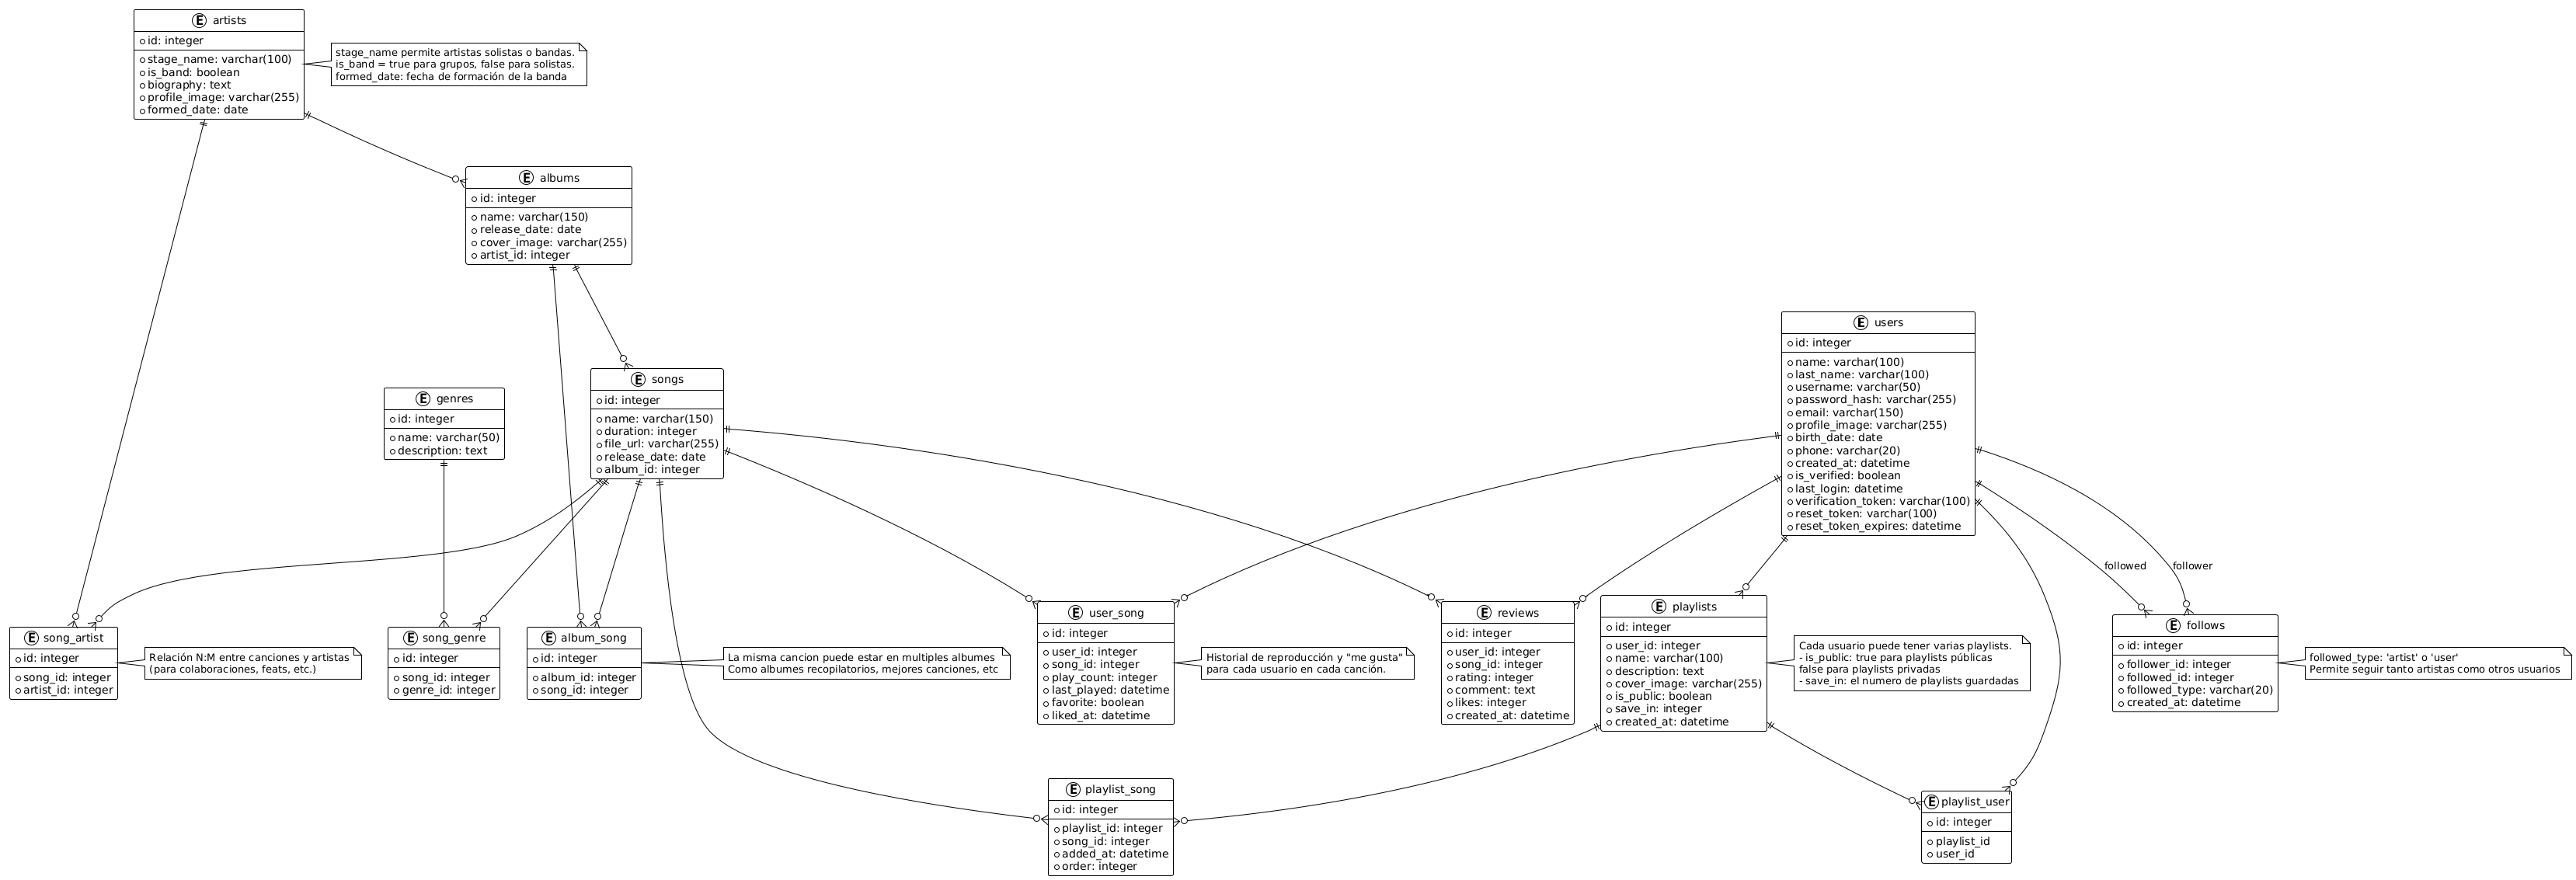 E artists
id: integer
stage_name: varchar(100)
is_band: boolean
biography: text
profile_image: varchar(255)
formed_date: date
stage_name permite artistas solistas o bandas.
is_band = true para grupos, false para solistas.
formed_date: fecha de formación de la banda
E albums
id: integer
name: varchar(150)
release_date: date
cover_image: varchar(255)
artist_id: integer
E users
id: integer
name: varchar(100)
last_name: varchar(100)
username: varchar(50)
password_hash: varchar(255)
email: varchar(150)
profile_image: varchar(255)
birth_date: date
phone: varchar(20)
created_at: datetime
is_verified: boolean
last_login: datetime
verification_token: varchar(100)
reset_token: varchar(100)
reset_token_expires: datetime
E genres
id: integer
name: varchar(50)
description: text
E songs
id: integer
name: varchar(150)
duration: integer
file_url: varchar(255)
release_date: date
album_id: integer
followed
follower
E song_artist
id: integer
song_id: integer
artist_id: integer
Relación N:M entre canciones y artistas
(para colaboraciones, feats, etc.)
E song_genre
id: integer
song_id: integer
genre_id: integer
E album_song
id: integer
album_id: integer
song_id: integer
La misma cancion puede estar en multiples albumes
Como albumes recopilatorios, mejores canciones, etc
E user_song
id: integer
user_id: integer
song_id: integer
play_count: integer
last_played: datetime
favorite: boolean
liked_at: datetime
Historial de reproducción y "me gusta"
para cada usuario en cada canción.
E reviews
id: integer
user_id: integer
song_id: integer
rating: integer
comment: text
likes: integer
created_at: datetime
E playlists
id: integer
user_id: integer
name: varchar(100)
description: text
cover_image: varchar(255)
is_public: boolean
save_in: integer
created_at: datetime
Cada usuario puede tener varias playlists.
- is_public: true para playlists públicas
false para playlists privadas
- save_in: el numero de playlists guardadas
E follows
id: integer
follower_id: integer
followed_id: integer
followed_type: varchar(20)
created_at: datetime
followed_type: 'artist' o 'user'
Permite seguir tanto artistas como otros usuarios
E playlist_song
id: integer
playlist_id: integer
song_id: integer
added_at: datetime
order: integer
E playlist_user
id: integer
playlist_id
user_id